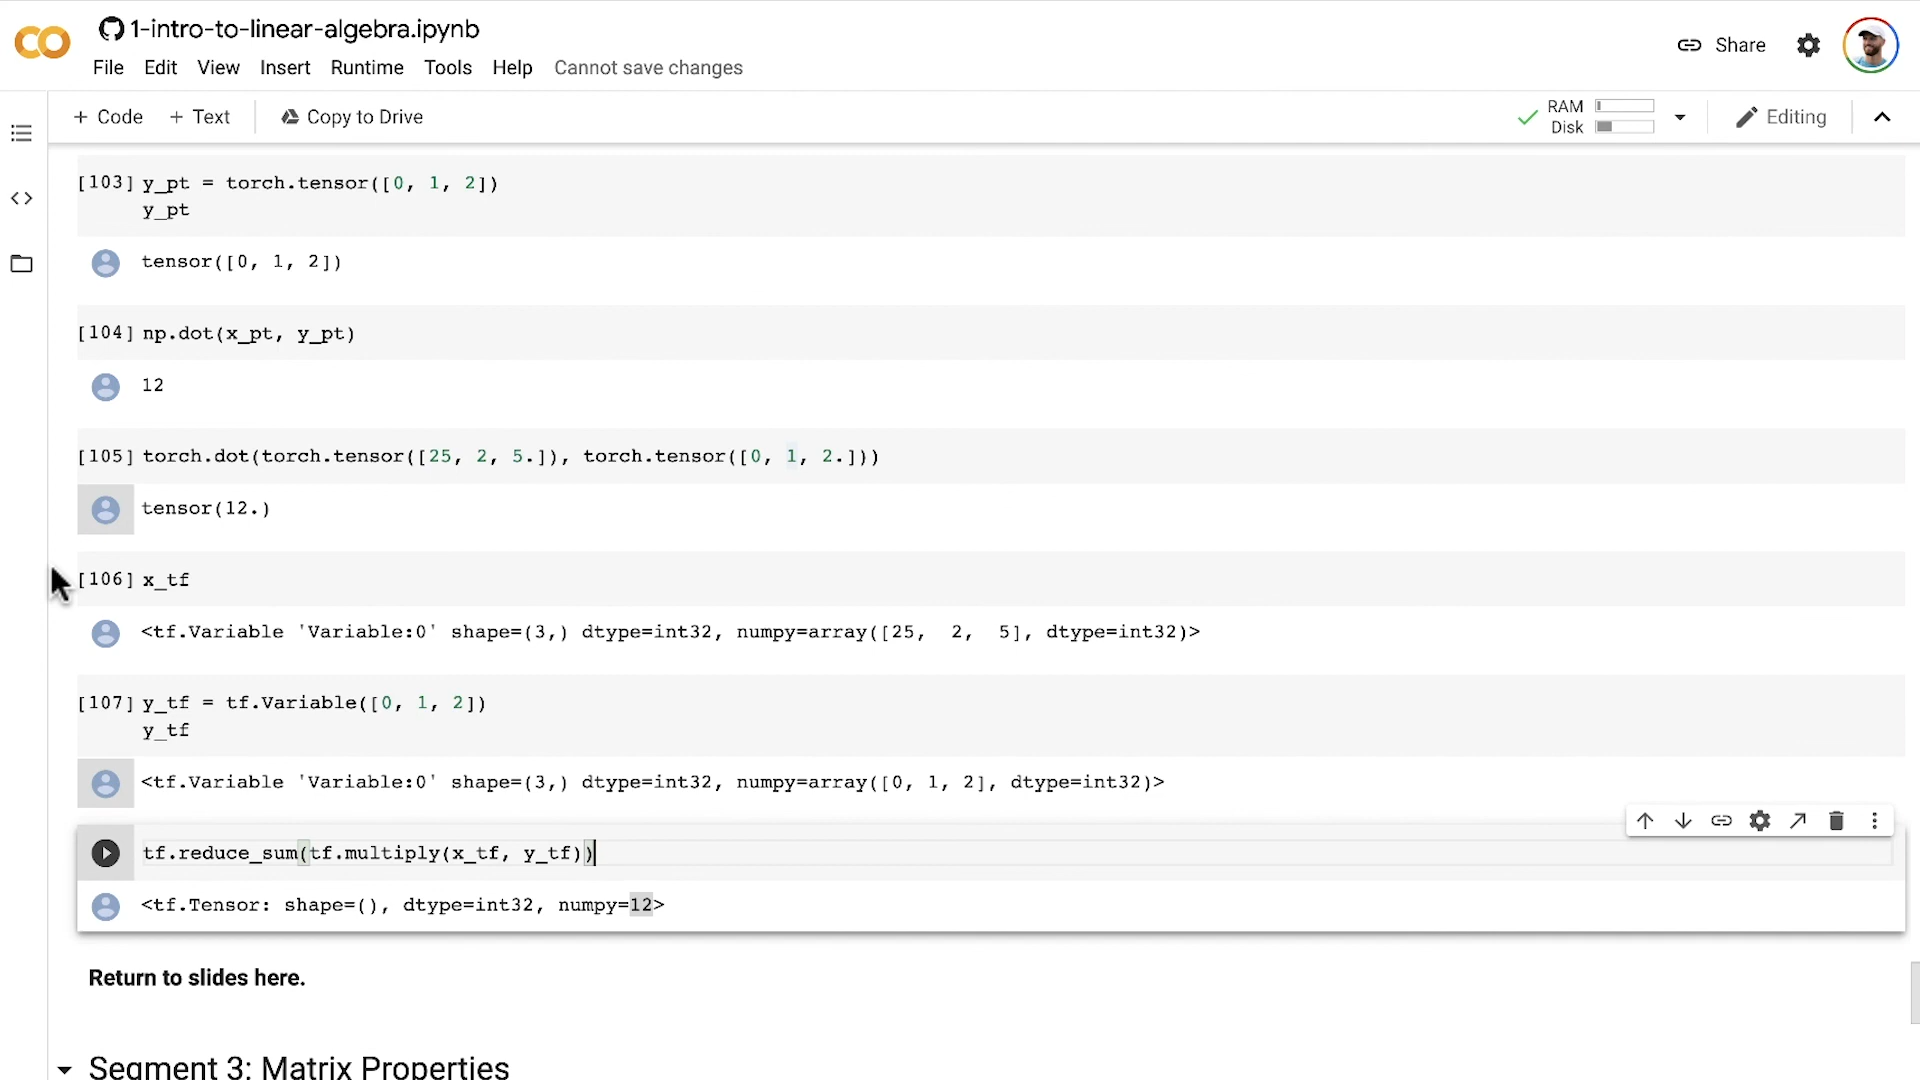 1-intro-to-linear-algebra.ipynb
File Edit View Insert Runtime Tools Help Cannot save changes
Share
+ Code + Text Copy to Drive
RAM
Disk
Editing
[103] y_pt = torch.tensor([0, 1, 2])
y_pt
tensor([0, 1, 2])
[104] np.dot(x_pt, y_pt)
12
[105] torch.dot(torch.tensor([25, 2, 5.]), torch.tensor([0, 1, 2.]))
tensor(12.)
[106] x_tf
<tf.Variable 'Variable:0' shape=(3,) dtype=int32, numpy=array([25, 2, 5], dtype=int32)>
[107] y_tf = tf.Variable([0, 1, 2])
y_tf
<tf.Variable 'Variable:0' shape=(3,) dtype=int32, numpy=array([0, 1, 2], dtype=int32)>
tf.reduce_sum(tf.multiply(x_tf, y_tf))
<tf.Tensor: shape=(), dtype=int32, numpy=12>
Return to slides here.
Segment 3: Matrix Properties